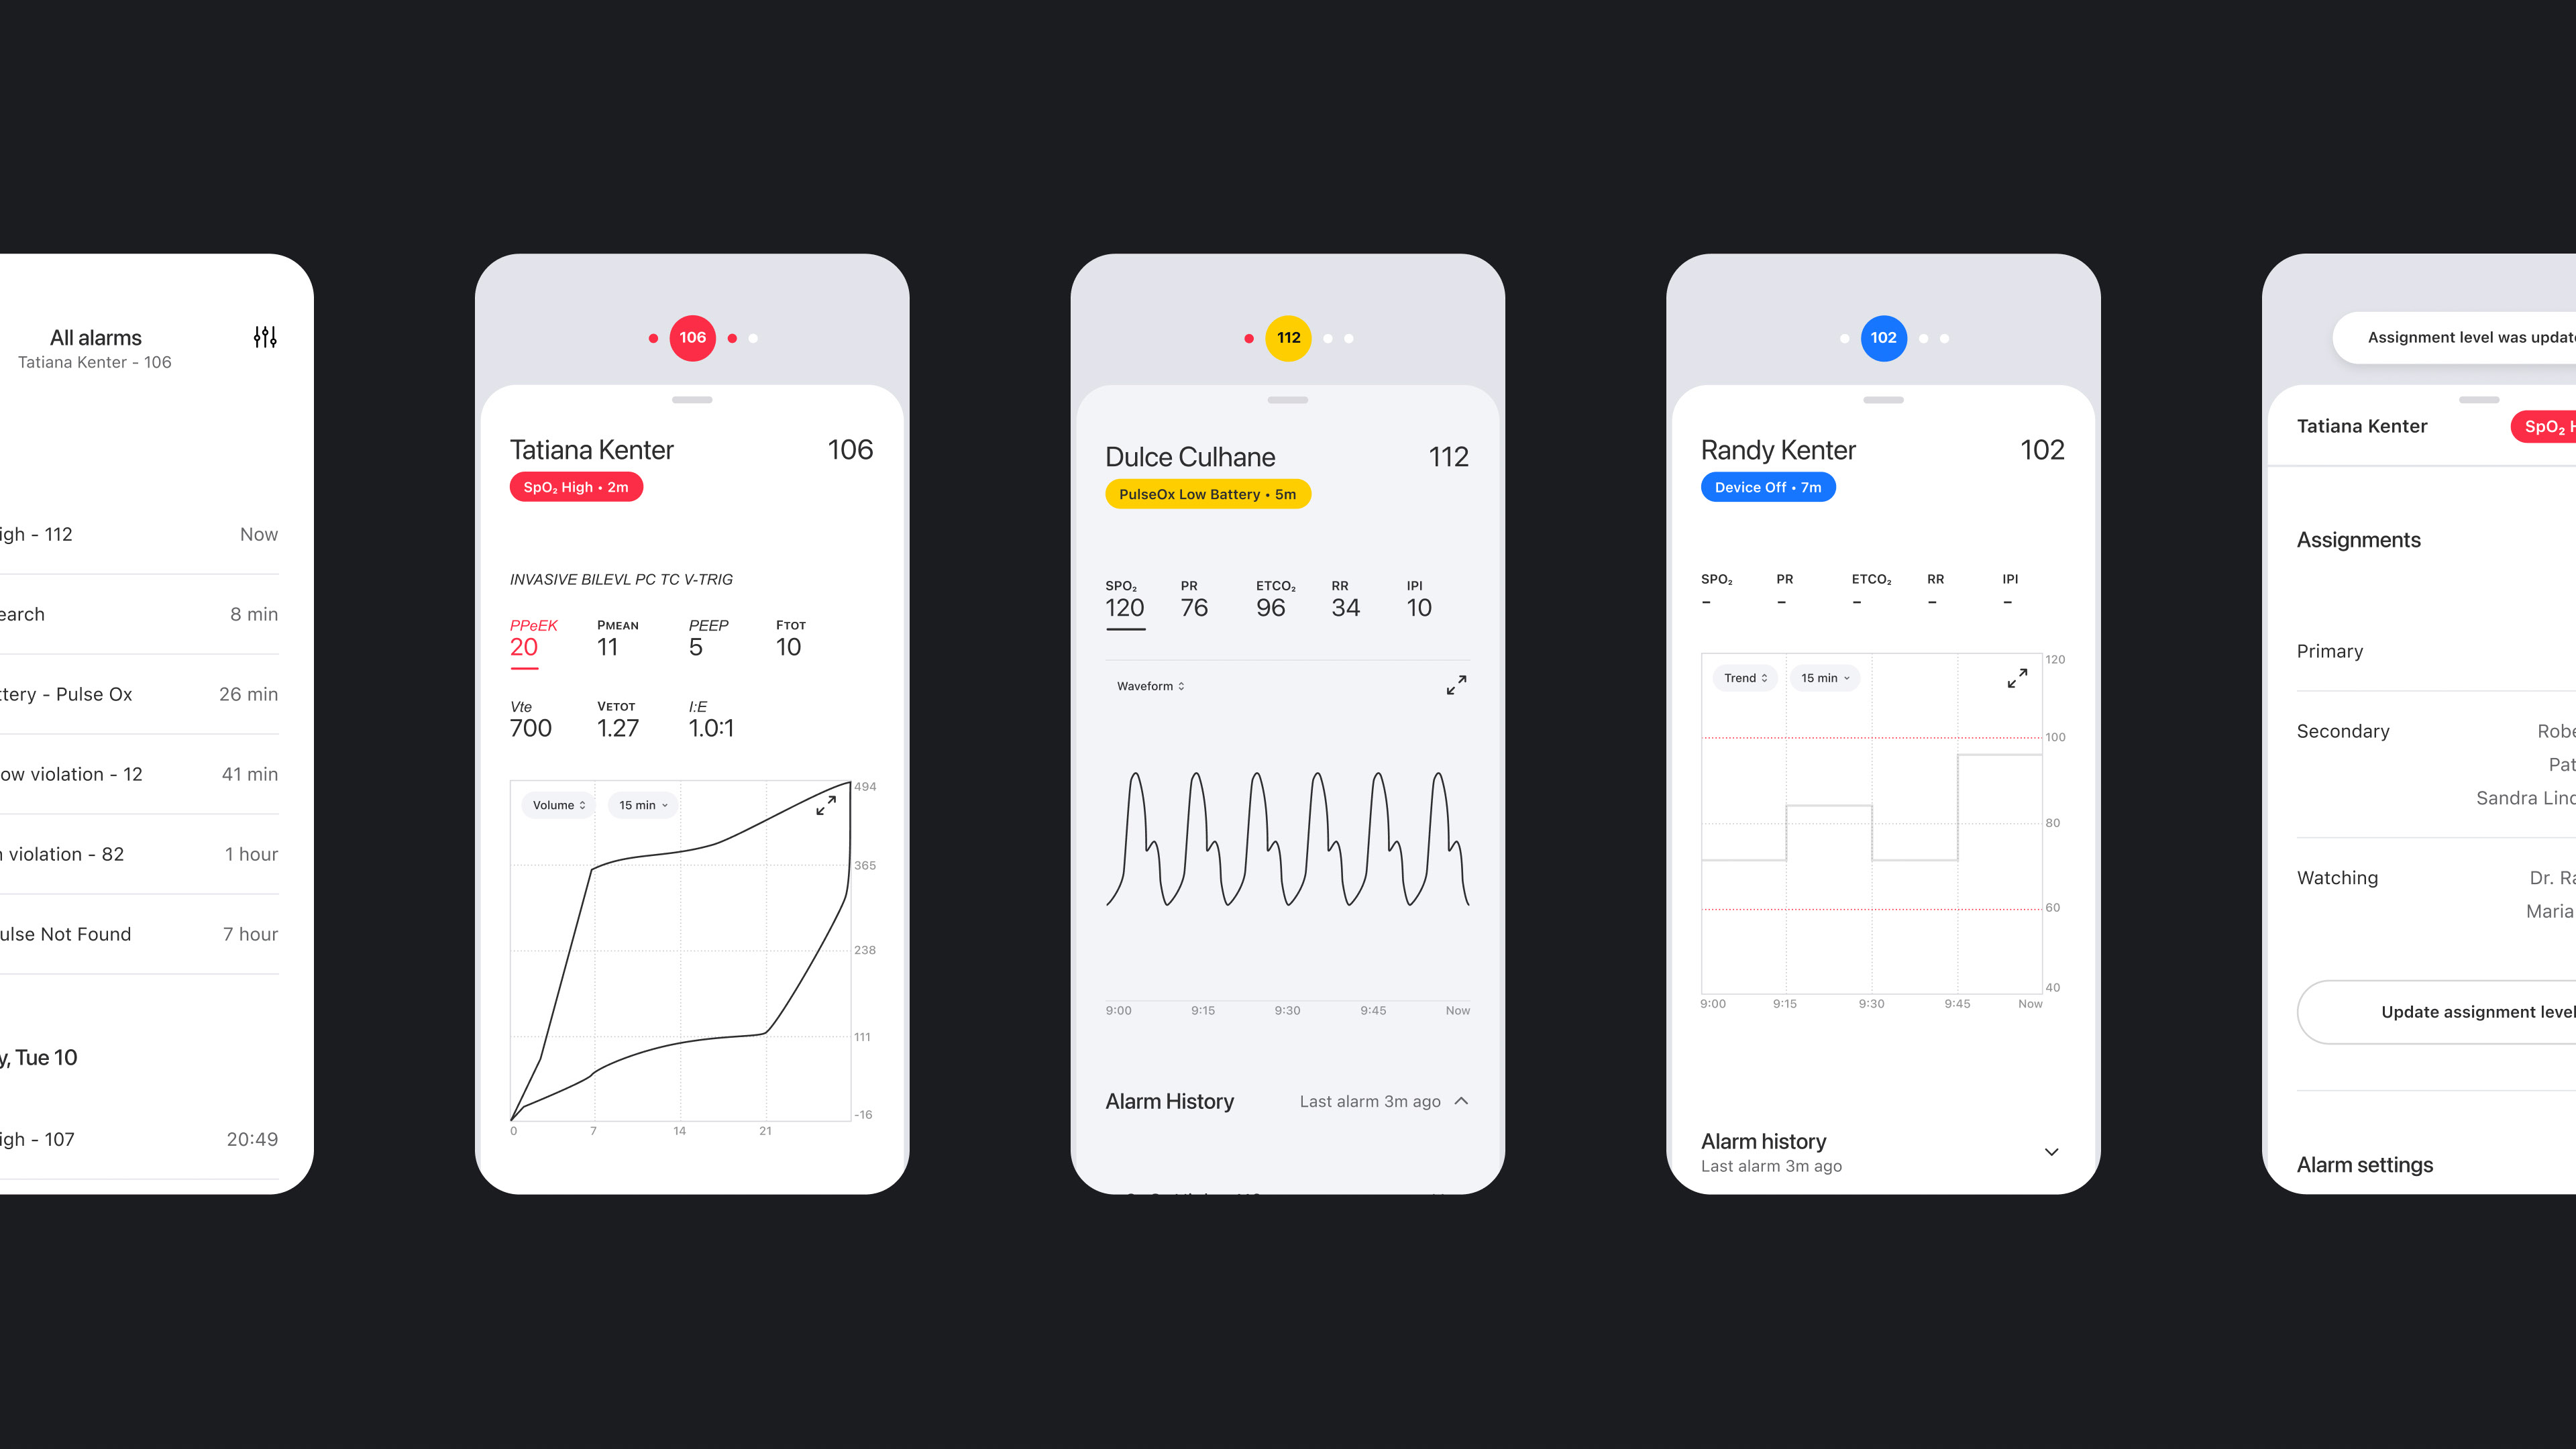 All alarms
Tatiana Kenter - 106
igh - 112 Now
earch 8 min
ttery - Pulse Ox 26 min
ow violation - 12 41 min
n violation - 82 1 hour
ulse Not Found 7 hour
y, Tue 10
igh - 107 20:49
106
Tatiana Kenter 106
SpO₂ High • 2m
INVASIVE BILEVL PC TC V-TRIG
PPeEK PMEAN PEEP FTOT
20 11 5 10
Vte VETOT I:E
700 1.27 1.0:1
Volume 15 min
494
365
238
111
-16
0 7 14 21
112
Dulce Culhane 112
PulseOx Low Battery • 5m
SPO₂ PR ETCO₂ RR IPI
120 76 96 34 10
Waveform
9:00 9:15 9:30 9:45 Now
Alarm History Last alarm 3m ago
102
Randy Kenter 102
Device Off • 7m
SPO₂ PR ETCO₂ RR IPI
– – – – –
Trend 15 min
120
100
80
60
40
9:00 9:15 9:30 9:45 Now
Alarm history
Last alarm 3m ago
Assignment level was updat
Tatiana Kenter SpO₂ H
Assignments
Primary
Secondary Robe
Pat
Sandra Lind
Watching Dr. Ra
Maria
Update assignment level
Alarm settings